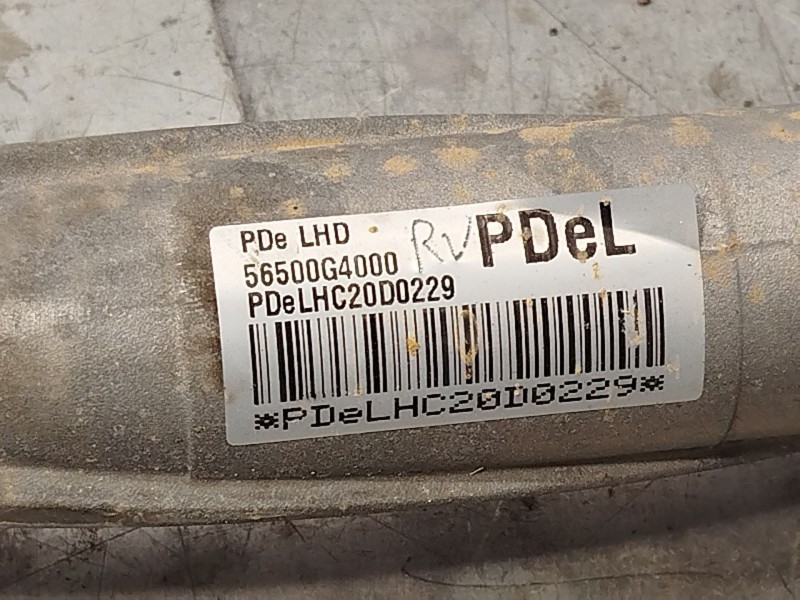 PDe LHD
RV PDeL
56500G4000
PDeLHC20D0229
*PDeLHC20D0229*